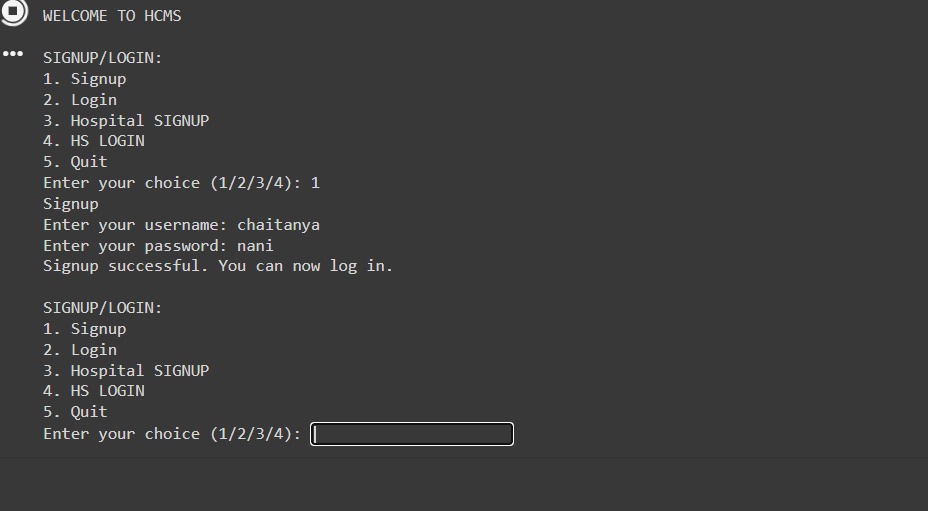 WELCOME TO HCMS
SIGNUP/LOGIN:
1. Signup
2. Login
3. Hospital SIGNUP
4. HS LOGIN
5. Quit
Enter your choice (1/2/3/4): 1
Signup
Enter your username: chaitanya
Enter your password: nani
Signup successful. You can now log in.
SIGNUP/LOGIN:
1. Signup
2. Login
3. Hospital SIGNUP
4. HS LOGIN
5. Quit
Enter your choice (1/2/3/4):